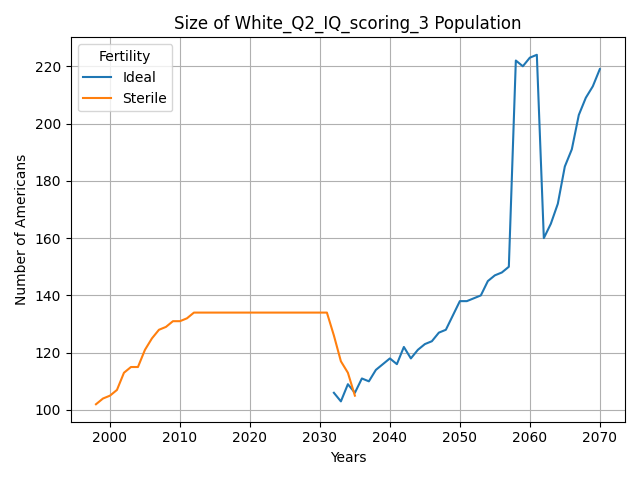 Size of White_Q2_IQ_scoring_3 Population
Fertility
Ideal
Sterile
Number of Americans
220
200
180
160
140
120
100
2000 2010 2020 2030 2040 2050 2060 2070
Years